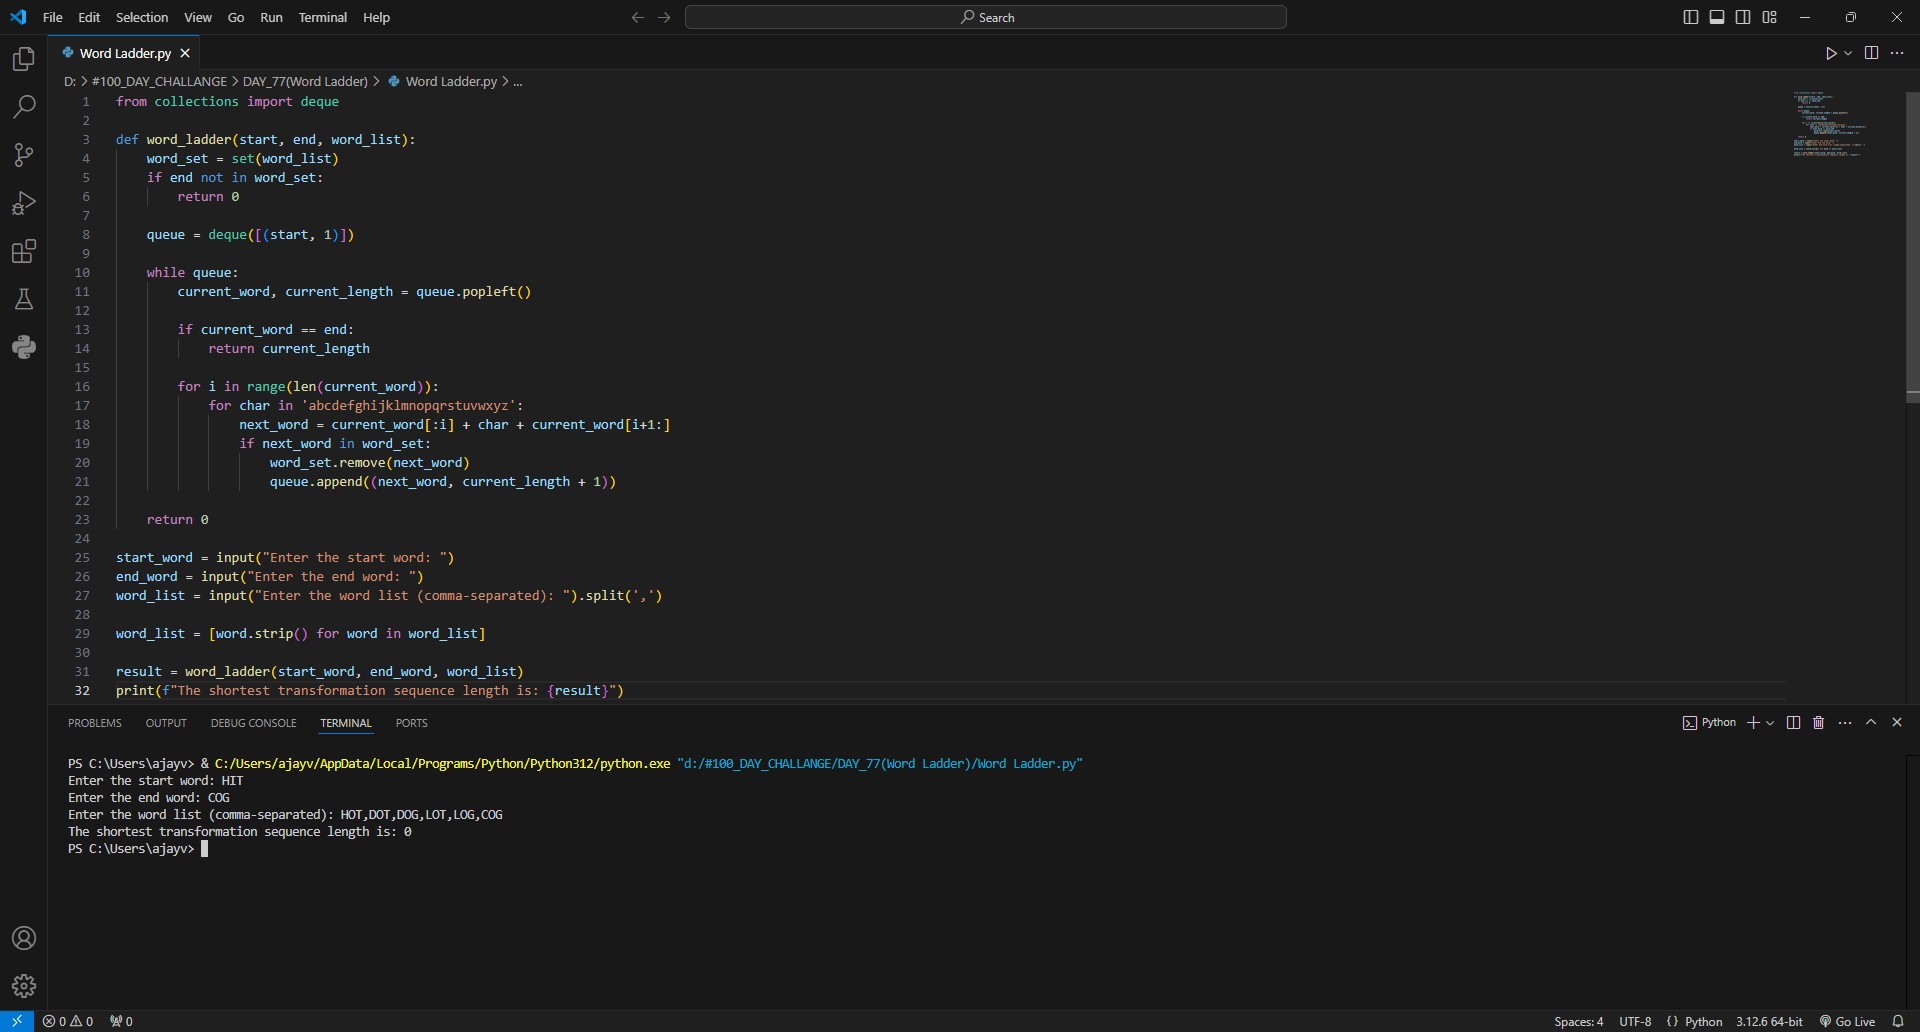 File Edit Selection View Go Run Terminal Help Search
Word Ladder.py
D: > #100_DAY_CHALLANGE > DAY_77(Word Ladder) > Word Ladder.py > ...
1 from collections import deque
2
3 def word_ladder(start, end, word_list):
4 word_set = set(word_list)
5 if end not in word_set:
6 return 0
7
8 queue = deque([(start, 1)])
9
10 while queue:
11 current_word, current_length = queue.popleft()
12
13 if current_word == end:
14 return current_length
15
16 for i in range(len(current_word)):
17 for char in 'abcdefghijklmnopqrstuvwxyz':
18 next_word = current_word[:i] + char + current_word[i+1:]
19 if next_word in word_set:
20 word_set.remove(next_word)
21 queue.append((next_word, current_length + 1))
22
23 return 0
24
25 start_word = input("Enter the start word: ")
26 end_word = input("Enter the end word: ")
27 word_list = input("Enter the word list (comma-separated): ").split(',')
28
29 word_list = [word.strip() for word in word_list]
30
31 result = word_ladder(start_word, end_word, word_list)
32 print(f"The shortest transformation sequence length is: {result}")
PROBLEMS OUTPUT DEBUG CONSOLE TERMINAL PORTS Python
PS C:\Users\ajayv> & C:/Users/ajayv/AppData/Local/Programs/Python/Python312/python.exe "d:/#100_DAY_CHALLANGE/DAY_77(Word Ladder)/Word Ladder.py"
Enter the start word: HIT
Enter the end word: COG
Enter the word list (comma-separated): HOT,DOT,DOG,LOT,LOG,COG
The shortest transformation sequence length is: 0
PS C:\Users\ajayv>
0 0 0 Spaces: 4 UTF-8 {} Python 3.12.6 64-bit Go Live